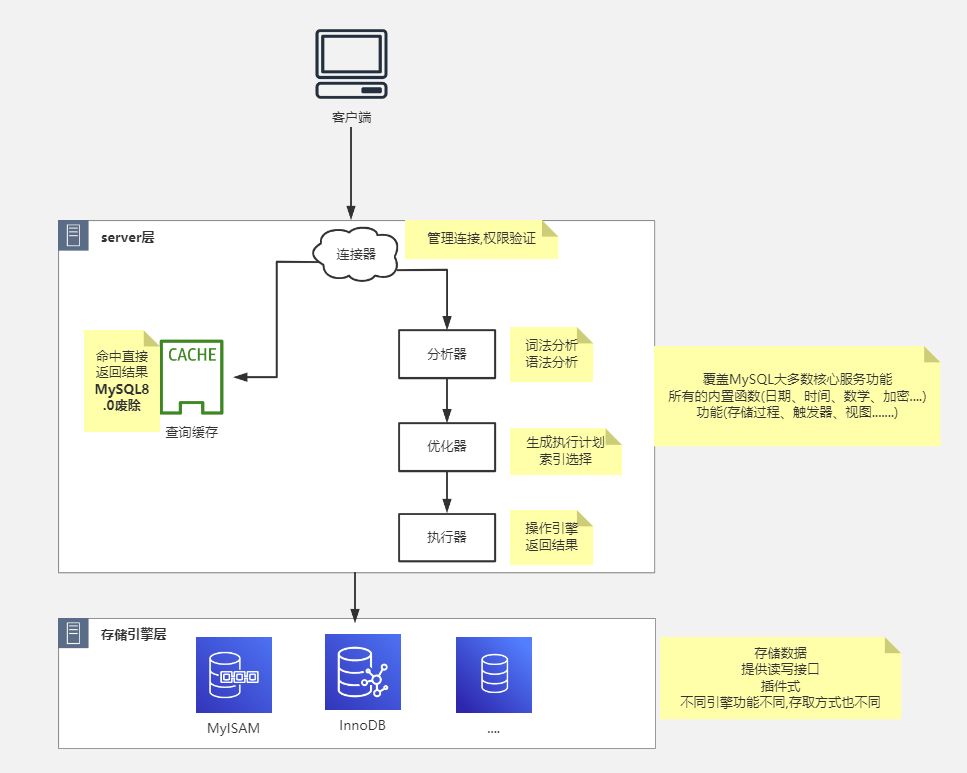 客户端
server层
连接器
管理连接,权限验证
命中直接
返回结果
MySQL8
.0废除
CACHE
查询缓存
分析器
词法分析
语法分析
优化器
生成执行计划
索引选择
执行器
操作引擎
返回结果
覆盖MySQL大多数核心服务功能
所有的内置函数(日期、时间、数学、加密....)
功能(存储过程、触发器、视图.......)
存储引擎层
MyISAM
InnoDB
....
存储数据
提供读写接口
插件式
不同引擎功能不同,存取方式也不同